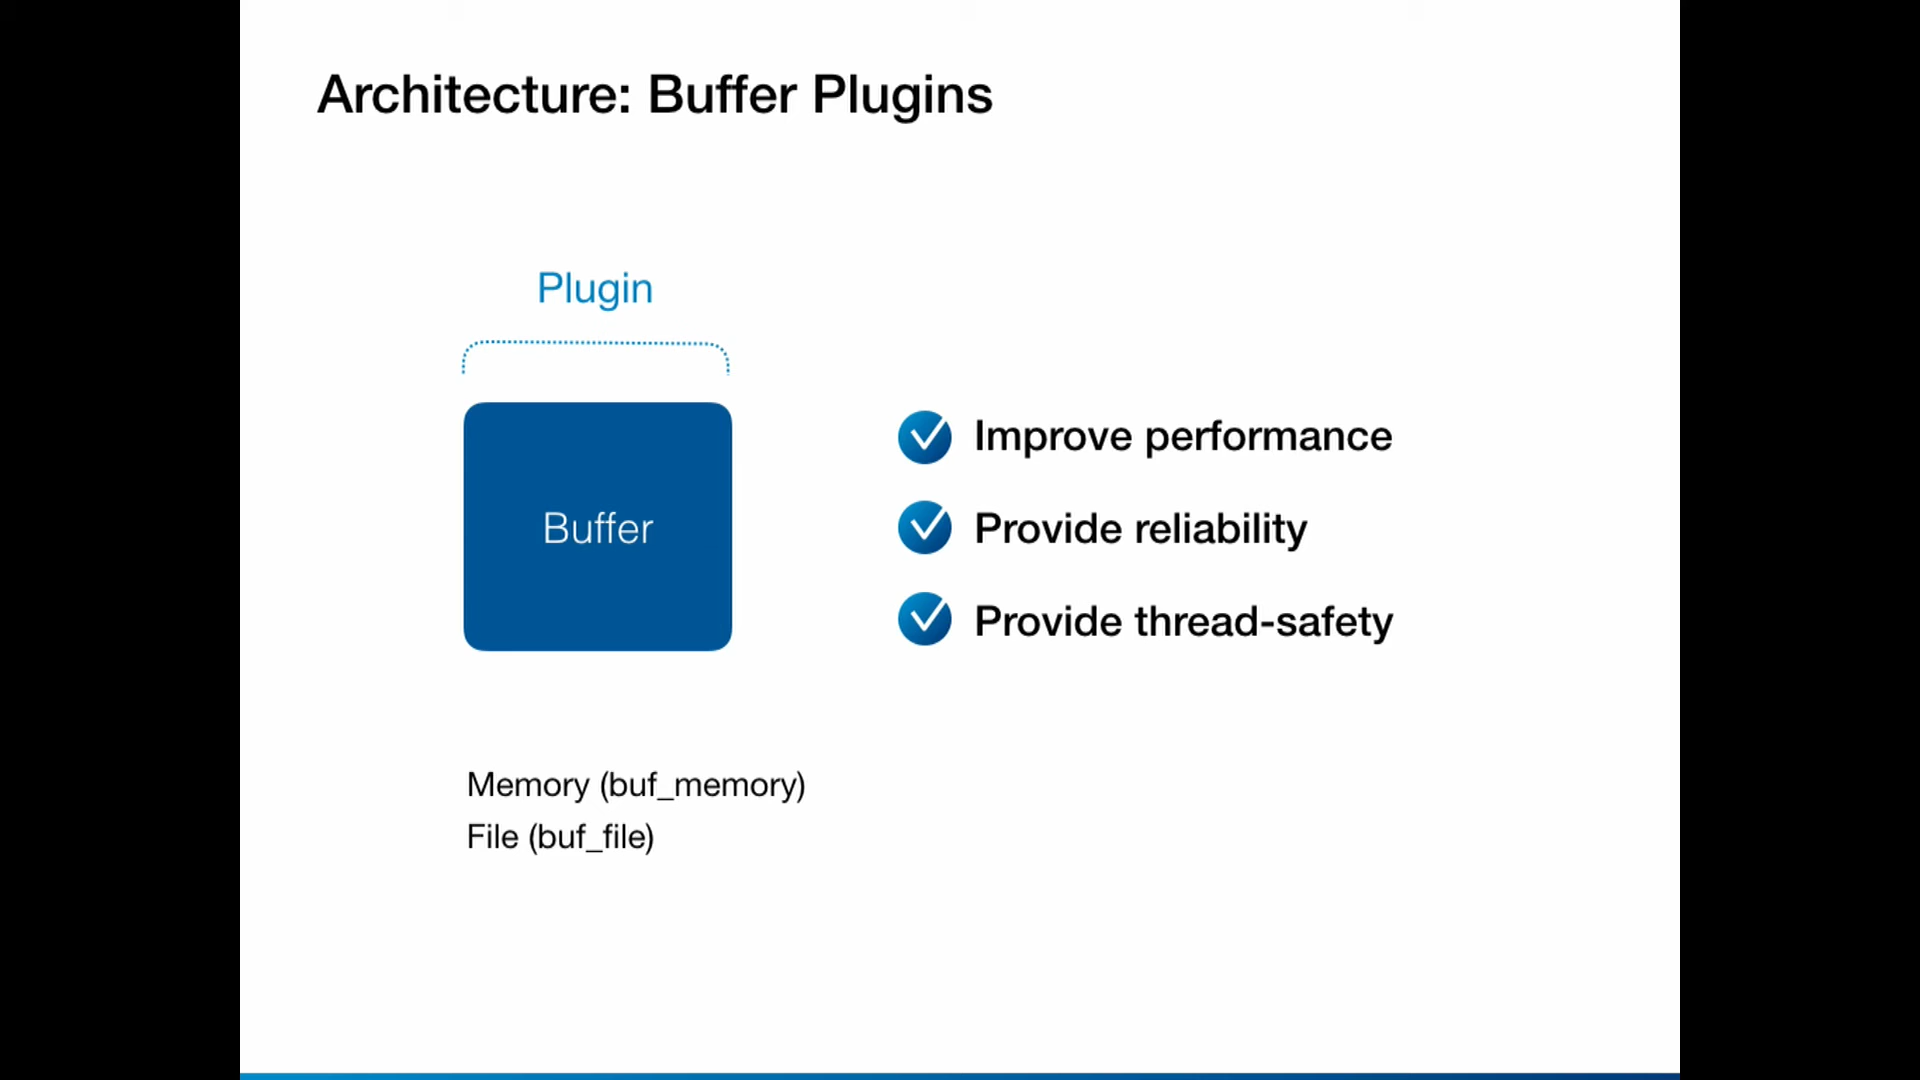 Architecture: Buffer Plugins
Plugin
Buffer
Improve performance
Provide reliability
Provide thread-safety
Memory (buf_memory)
File (buf_file)